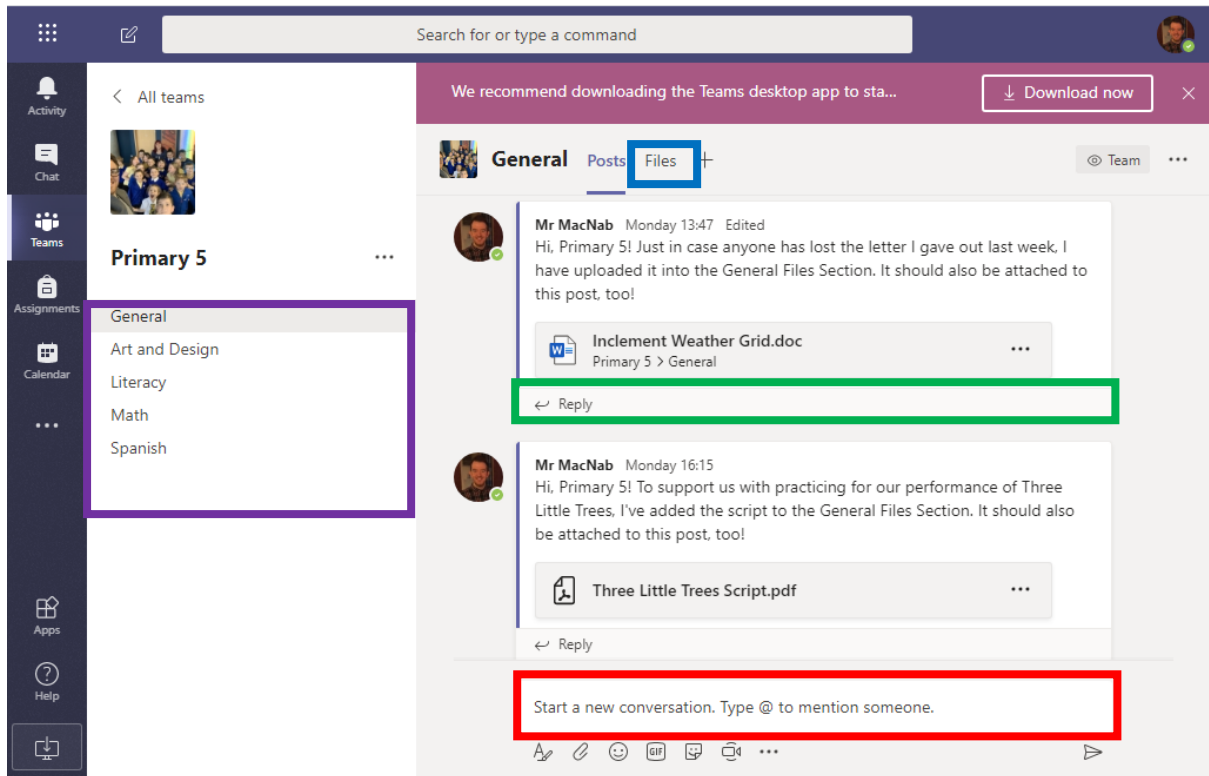 Search for or type a command
Activity
Chat
Teams
Assignments
Calendar
Apps
Help
All teams
Primary 5
General
Art and Design
Literacy
Math
Spanish
We recommend downloading the Teams desktop app to sta...
Download now
General Posts Files
Team
Mr MacNab Monday 13:47 Edited
Hi, Primary 5! Just in case anyone has lost the letter I gave out last week, I
have uploaded it into the General Files Section. It should also be attached to
this post, too!
Inclement Weather Grid.doc
Primary 5 > General
Reply
Mr MacNab Monday 16:15
Hi, Primary 5! To support us with practicing for our performance of Three
Little Trees, I've added the script to the General Files Section. It should also
be attached to this post, too!
Three Little Trees Script.pdf
Reply
Start a new conversation. Type @ to mention someone.
GIF